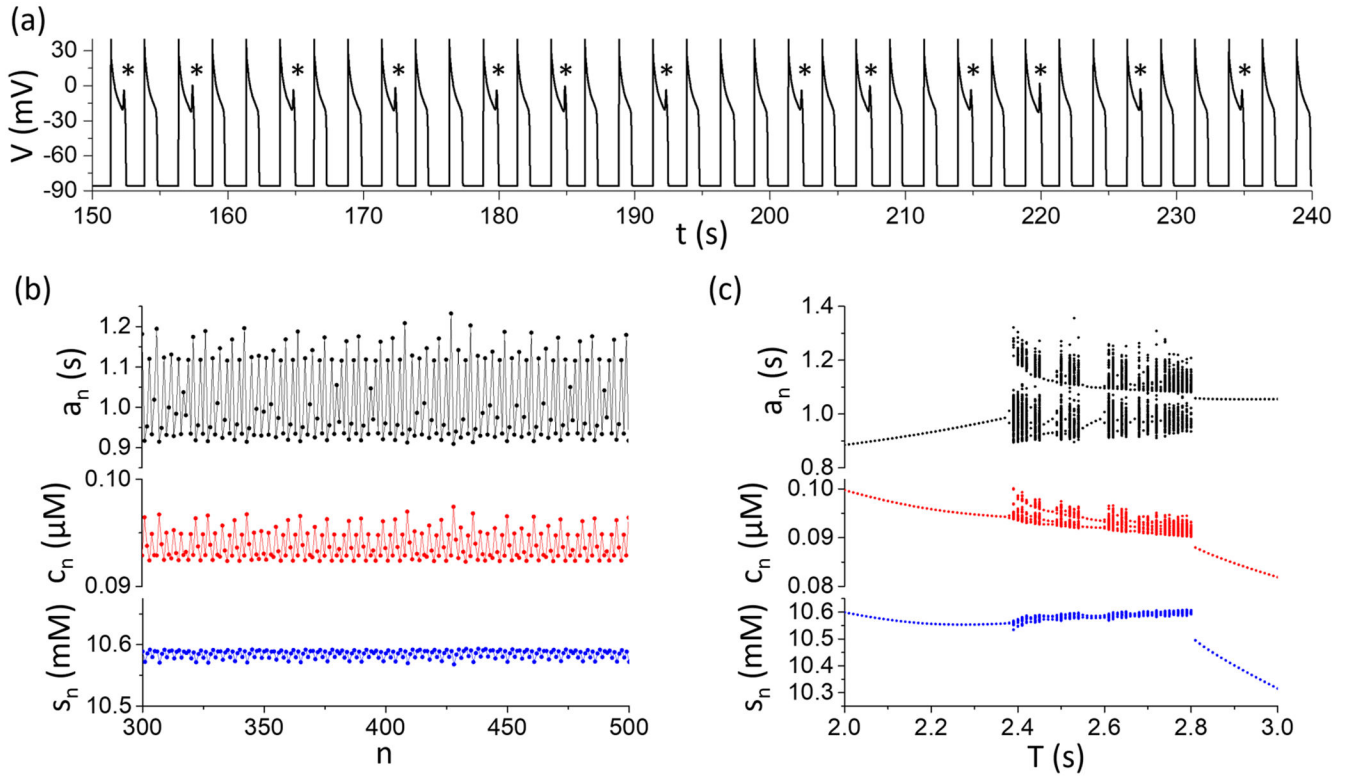 (a)
V (mV)
30
0
-30
-60
-90
* * * * * * * * * * * * *
150 160 170 180 190 200 210 220 230 240
t (s)
(b)
a_n (s)
1.2
1.1
1.0
0.9
c_n (µM)
0.10
0.09
s_n (mM)
10.6
10.5
300 350 400 450 500
n
(c)
a_n (s)
1.4
1.2
1.0
0.8
c_n (µM)
0.10
0.09
0.08
s_n (mM)
10.6
10.5
10.4
10.3
2.0 2.2 2.4 2.6 2.8 3.0
T (s)